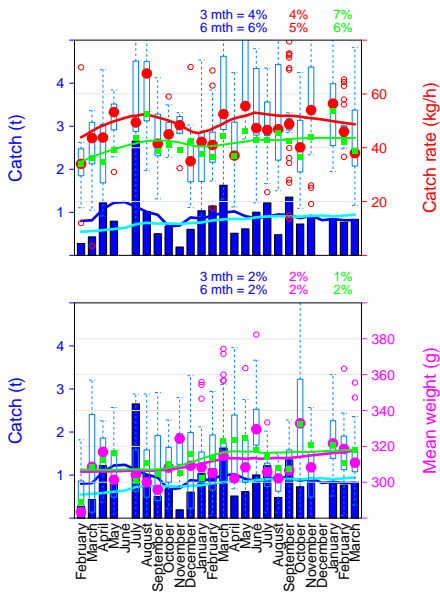 3 mth = 4% 4% 7%
6 mth = 6% 5% 6%
Catch (t)
5
4
3
2
1
Catch rate (kg/h)
60
40
20
3 mth = 2% 2% 1%
6 mth = 2% 2% 2%
Catch (t)
5
4
3
2
1
Mean weight (g)
380
360
340
320
300
February
March
April
May
June
July
August
September
October
November
December
January
February
March
April
May
June
July
August
September
October
November
December
January
February
March